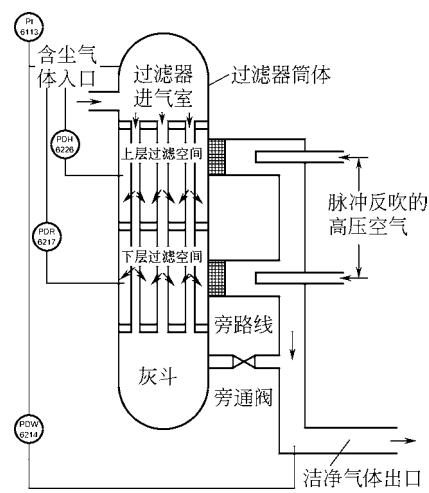 PI
6113
含尘气
体入口
过滤器
进气室
过滤器筒体
PDH
6226
上层过滤空间
脉冲反吹的
高压空气
PDR
6217
下层过滤空间
旁路线
灰斗
旁通阀
PDW
6214
洁净气体出口